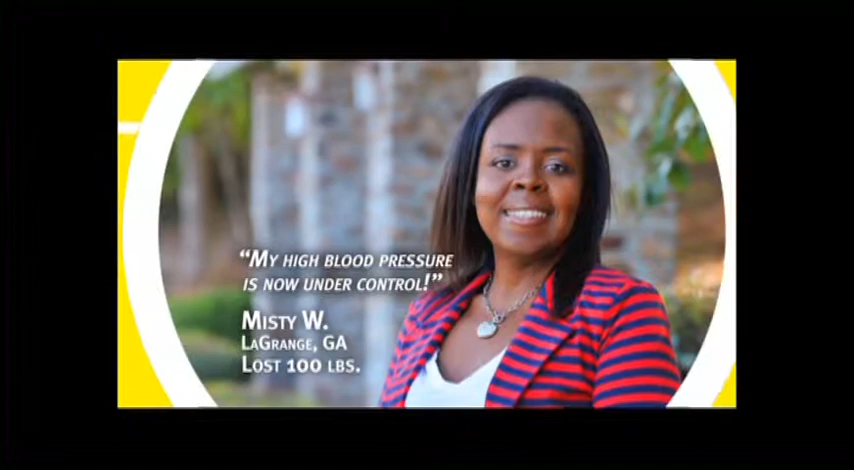 “My high blood pressure
is now under control!”
Misty W.
LaGrange, GA
Lost 100 lbs.